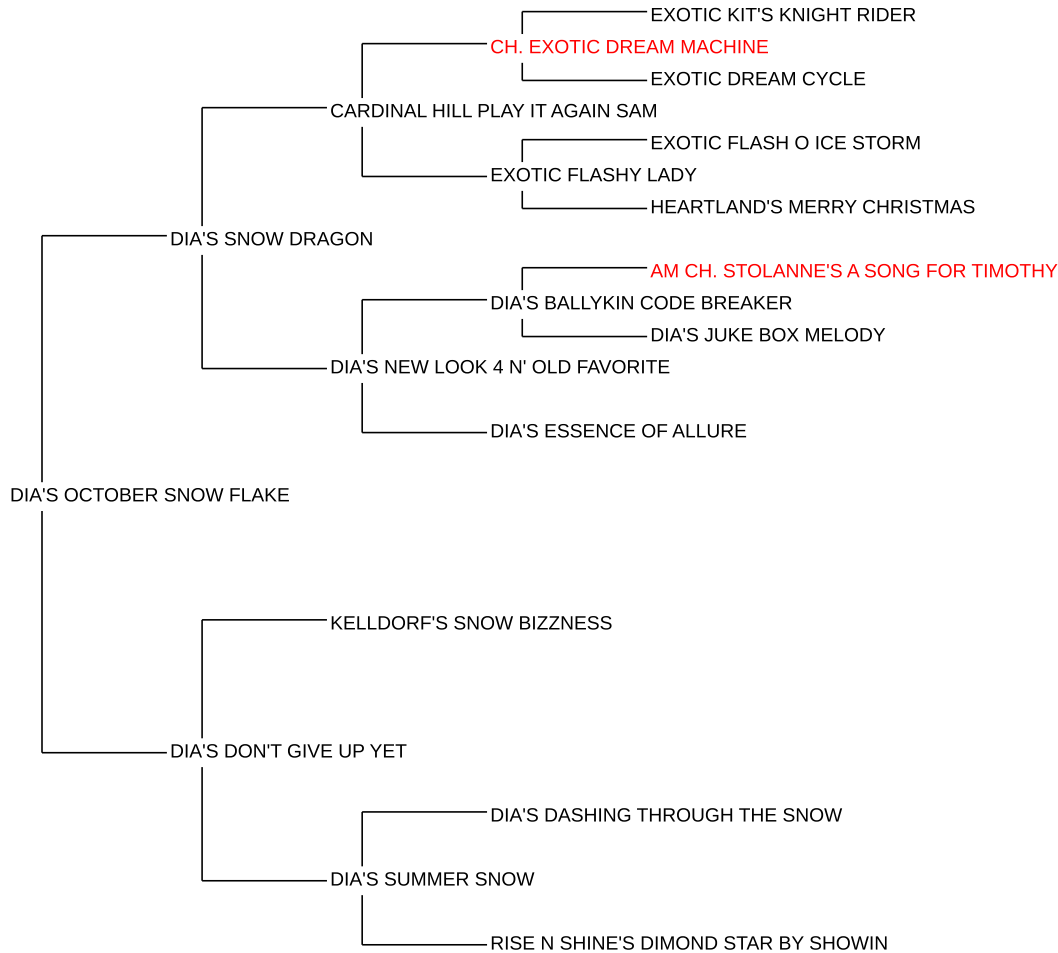 EXOTIC KIT'S KNIGHT RIDER
CH. EXOTIC DREAM MACHINE
EXOTIC DREAM CYCLE
CARDINAL HILL PLAY IT AGAIN SAM
EXOTIC FLASH O ICE STORM
EXOTIC FLASHY LADY
HEARTLAND'S MERRY CHRISTMAS
DIA'S SNOW DRAGON
AM CH. STOLANNE'S A SONG FOR TIMOTHY
DIA'S BALLYKIN CODE BREAKER
DIA'S JUKE BOX MELODY
DIA'S NEW LOOK 4 N' OLD FAVORITE
DIA'S ESSENCE OF ALLURE
DIA'S OCTOBER SNOW FLAKE
KELLDORF'S SNOW BIZZNESS
DIA'S DON'T GIVE UP YET
DIA'S DASHING THROUGH THE SNOW
DIA'S SUMMER SNOW
RISE N SHINE'S DIMOND STAR BY SHOWIN